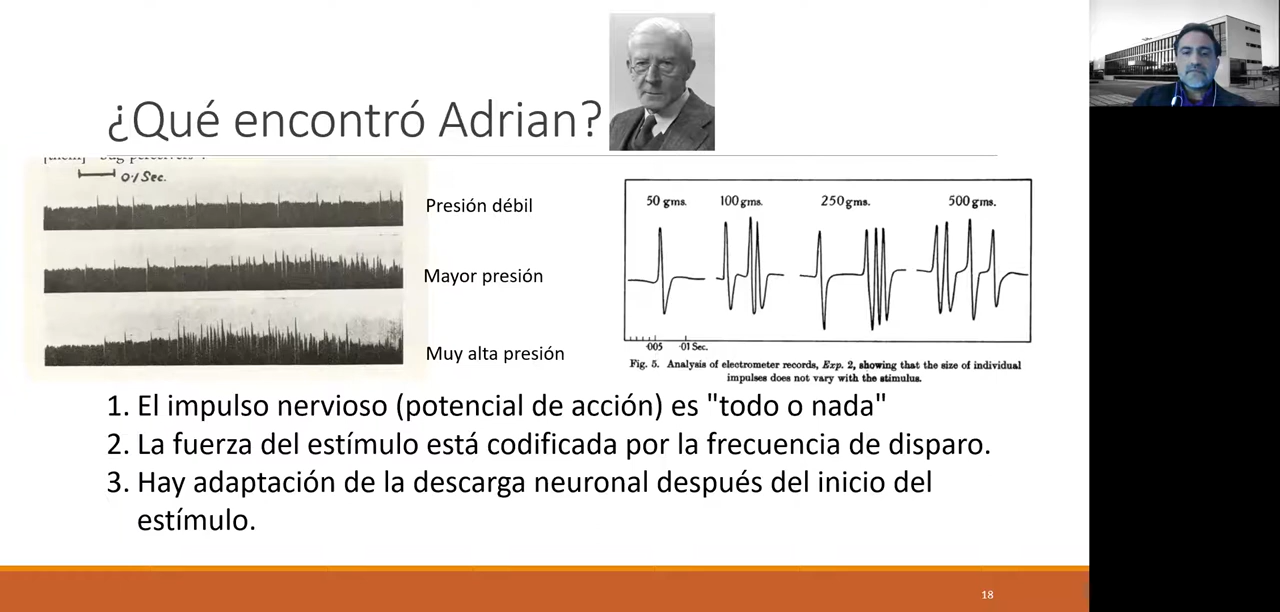 ¿Qué encontró Adrian?
0.1 Sec.
Presión débil
Mayor presión
Muy alta presión
50 gms. 100 gms. 250 gms. 500 gms.
.005 .01 Sec.
Fig. 5. Analysis of electrometer records, Exp. 2, showing that the size of individual
impulses does not vary with the stimulus.
1. El impulso nervioso (potencial de acción) es "todo o nada"
2. La fuerza del estímulo está codificada por la frecuencia de disparo.
3. Hay adaptación de la descarga neuronal después del inicio del
estímulo.
18